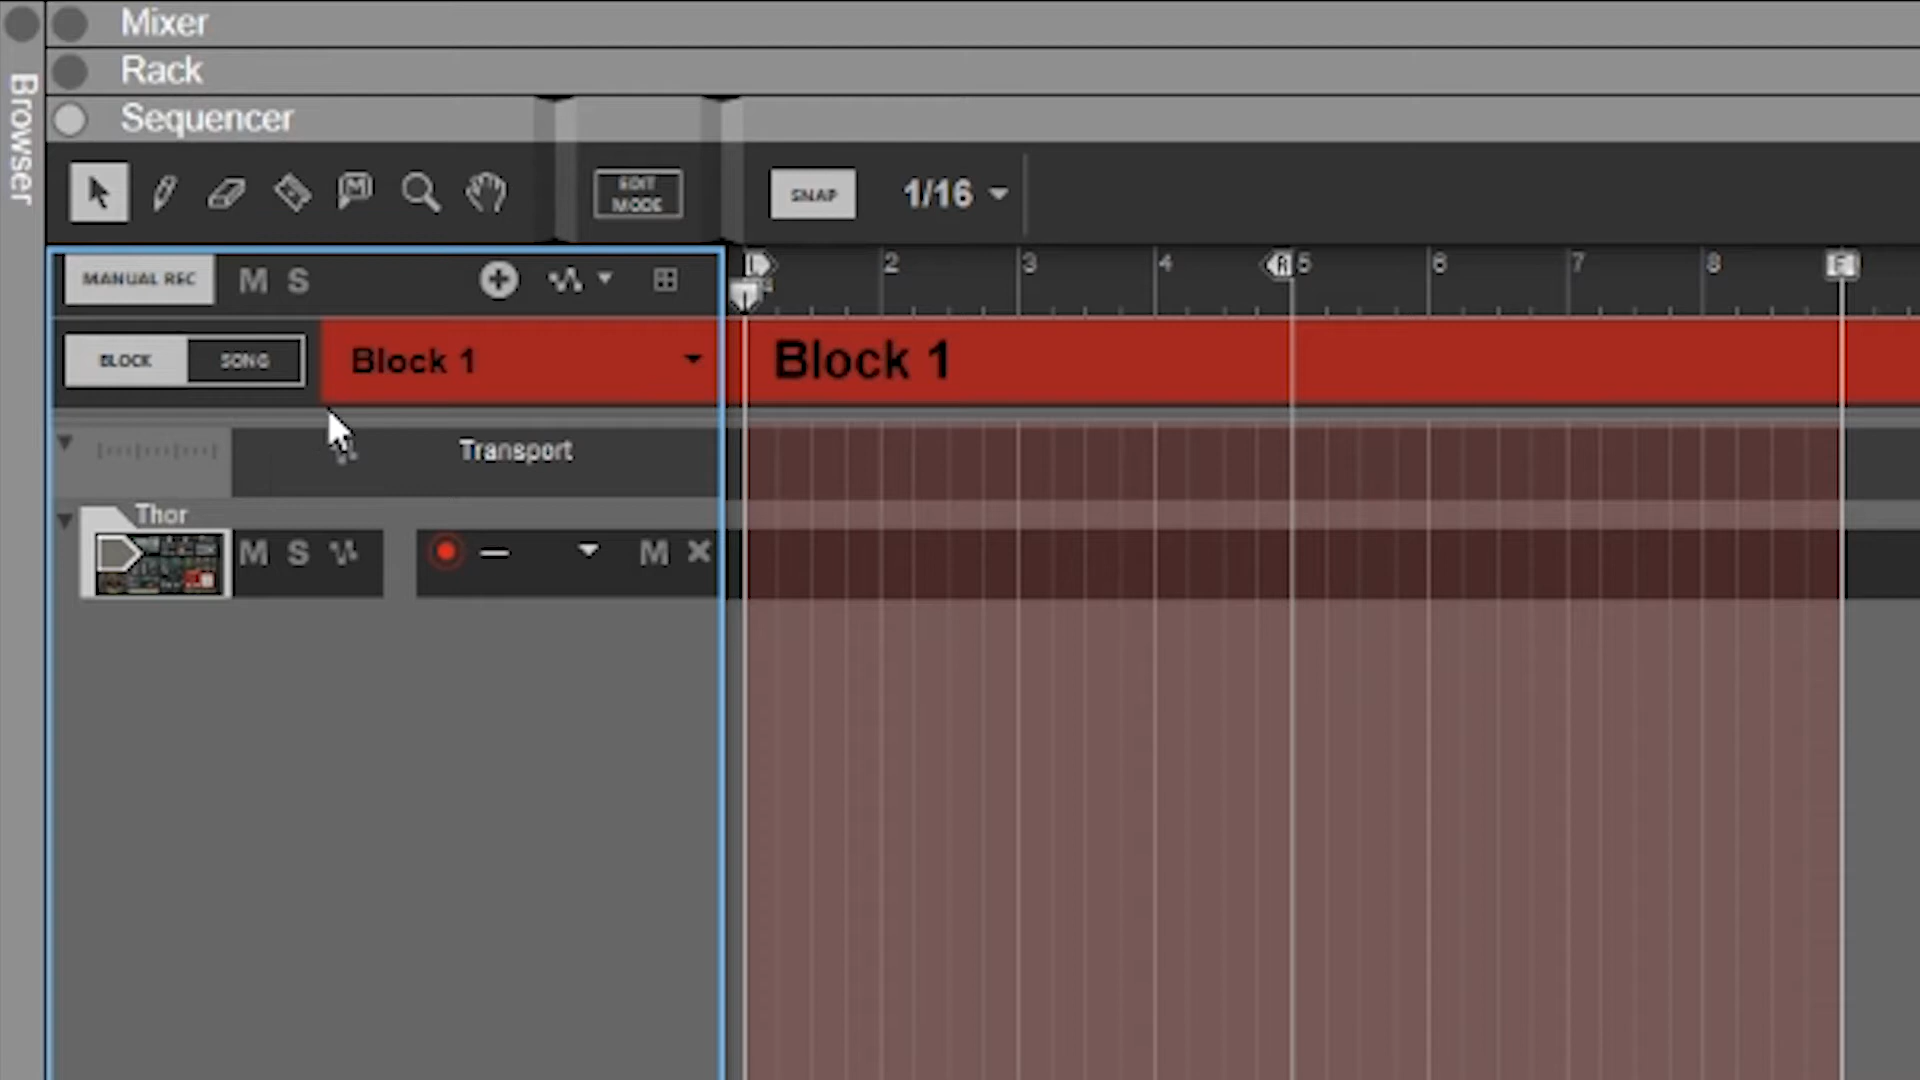 Browser
Mixer
Rack
Sequencer
M
EDIT MODE
SNAP
1/16
MANUAL REC
M S
L 2 3 4 R 5 6 7 8 E
BLOCK SONG
Block 1
Block 1
Transport
Thor
M S
M